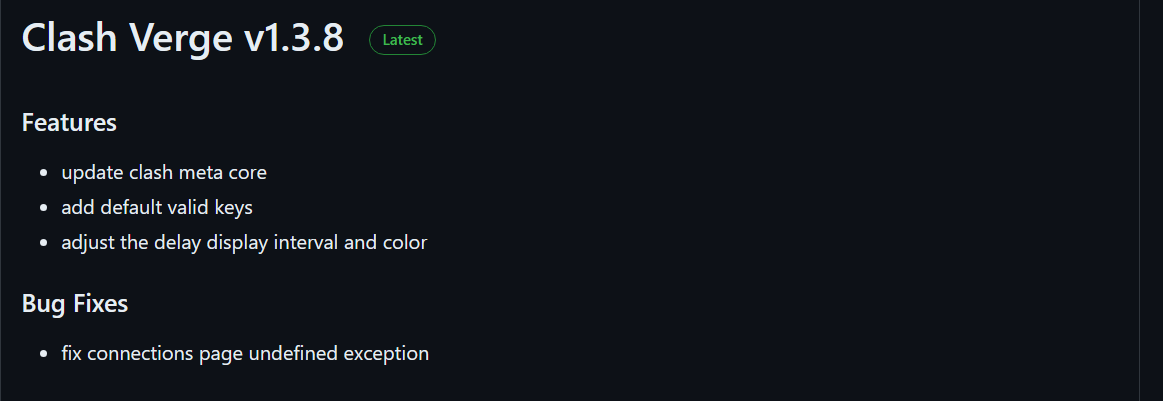 Clash Verge v1.3.8 Latest
Features
update clash meta core
add default valid keys
adjust the delay display interval and color
Bug Fixes
fix connections page undefined exception